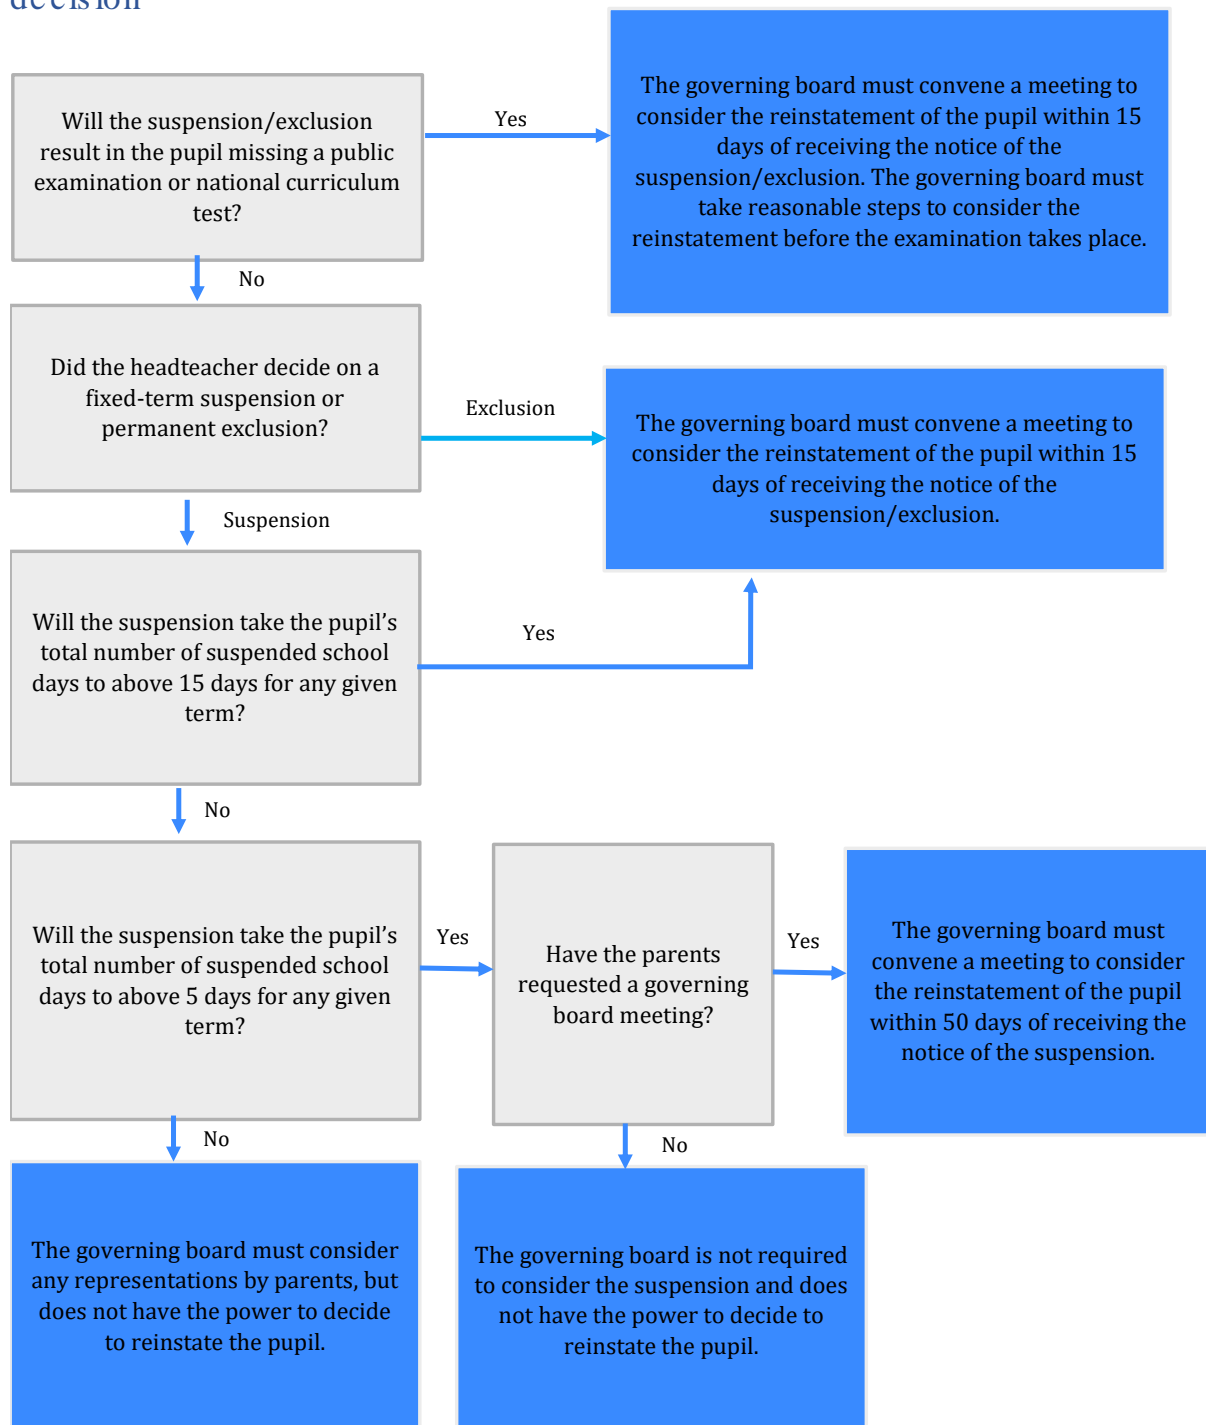 decision
Will the suspension/exclusion
result in the pupil missing a public
examination or national curriculum
test?
Yes
The governing board must convene a meeting to
consider the reinstatement of the pupil within 15
days of receiving the notice of the
suspension/exclusion. The governing board must
take reasonable steps to consider the
reinstatement before the examination takes place.
No
Did the headteacher decide on a
fixed-term suspension or
permanent exclusion?
Exclusion
The governing board must convene a meeting to
consider the reinstatement of the pupil within 15
days of receiving the notice of the
suspension/exclusion.
Suspension
Will the suspension take the pupil’s
total number of suspended school
days to above 15 days for any given
term?
Yes
No
Will the suspension take the pupil’s
total number of suspended school
days to above 5 days for any given
term?
Yes
Have the parents
requested a governing
board meeting?
Yes
The governing board must
convene a meeting to consider
the reinstatement of the pupil
within 50 days of receiving the
notice of the suspension.
No
No
The governing board must consider
any representations by parents, but
does not have the power to decide
to reinstate the pupil.
The governing board is not required
to consider the suspension and does
not have the power to decide to
reinstate the pupil.